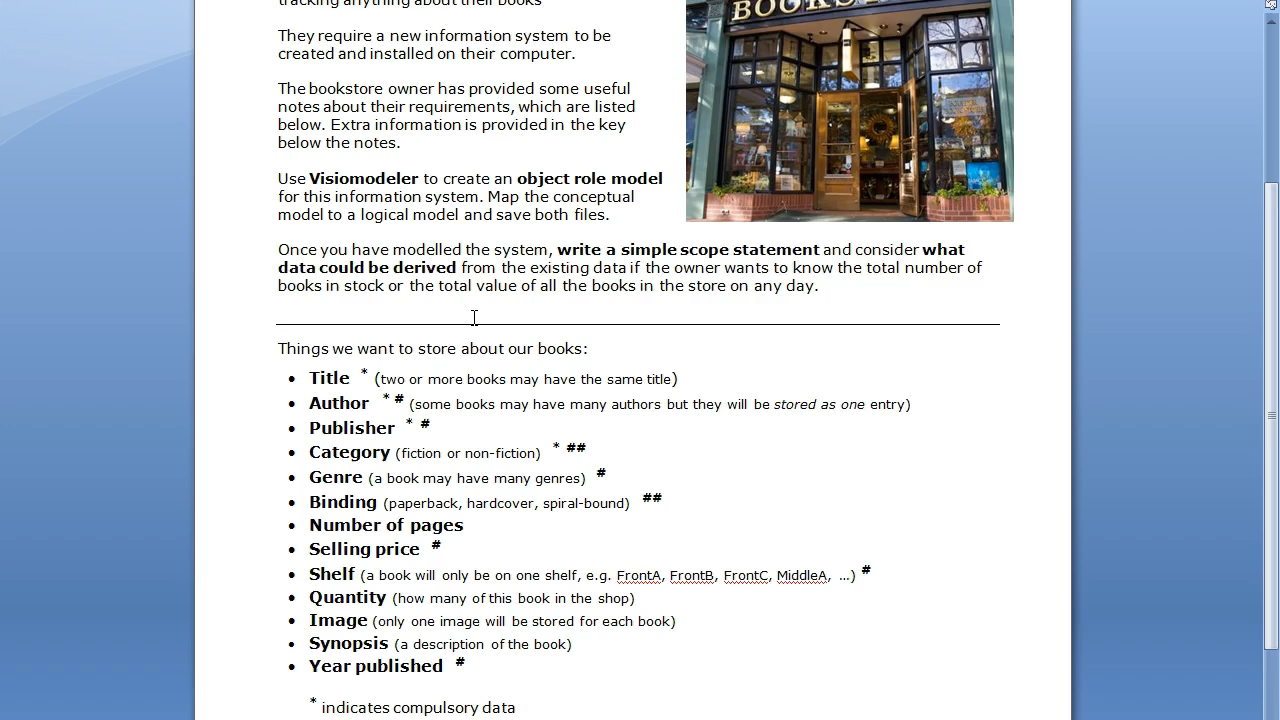 tracking anything about their books
BOOKS
They require a new information system to be
created and installed on their computer.
The bookstore owner has provided some useful
notes about their requirements, which are listed
below. Extra information is provided in the key
below the notes.
Use Visiomodeler to create an object role model
for this information system. Map the conceptual
model to a logical model and save both files.
Once you have modelled the system, write a simple scope statement and consider what
data could be derived from the existing data if the owner wants to know the total number of
books in stock or the total value of all the books in the store on any day.
Things we want to store about our books:
• Title * (two or more books may have the same title)
• Author * # (some books may have many authors but they will be stored as one entry)
• Publisher * #
• Category (fiction or non-fiction) * ##
• Genre (a book may have many genres) #
• Binding (paperback, hardcover, spiral-bound) ##
• Number of pages
• Selling price #
• Shelf (a book will only be on one shelf, e.g. FrontA, FrontB, FrontC, MiddleA, ...) #
• Quantity (how many of this book in the shop)
• Image (only one image will be stored for each book)
• Synopsis (a description of the book)
• Year published #
* indicates compulsory data